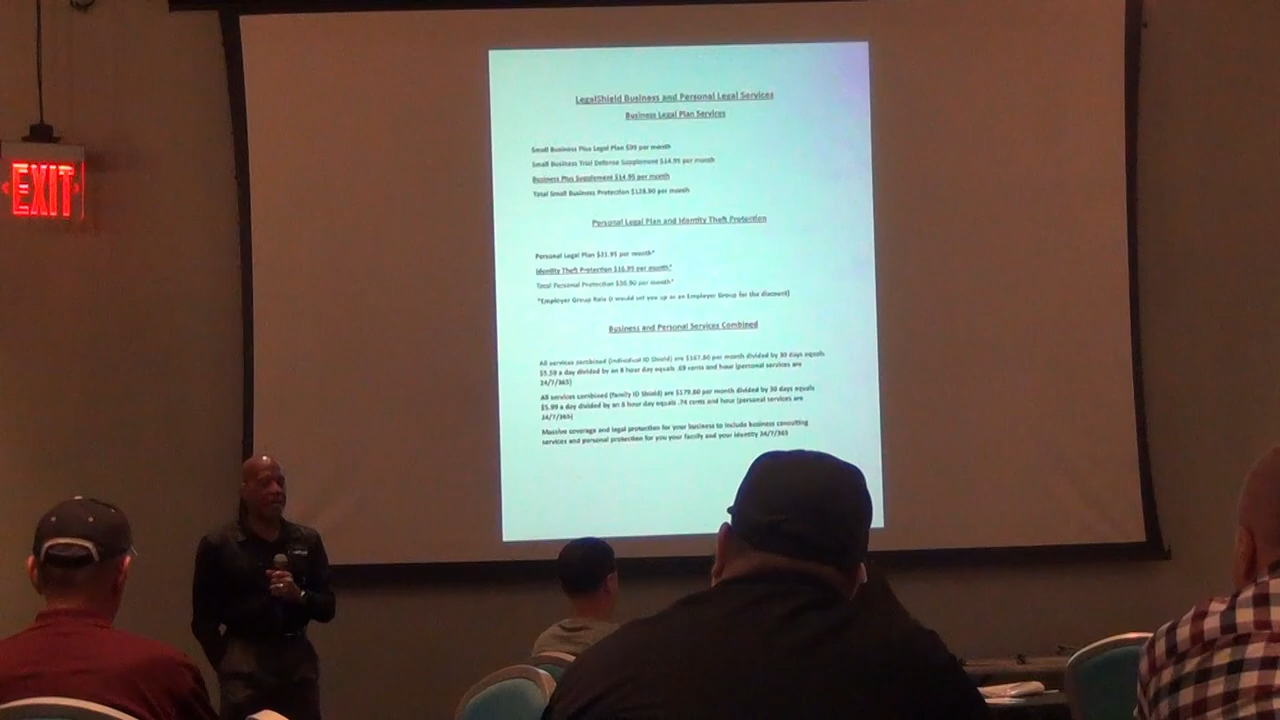 EXIT
LegalShield Business and Personal Legal Services
Business Legal Plan Services
Small Business Plus Legal Plan $99 per month
Small Business Trial Defense Supplement $14.95 per month
Business Plus Supplement $14.95 per month
Total Small Business Protection $128.90 per month
Personal Legal Plan and Identity Theft Protection
Personal Legal Plan $21.95 per month*
Identity Theft Protection $16.95 per month*
Total Personal Protection $38.90 per month*
*Employer Group Rate (I would set you up as an Employer Group for the discount)
Business and Personal Services Combined
All services combined (individual ID Shield) are $167.80 per month divided by 30 days equals
$5.59 a day divided by an 8 hour day equals .69 cents and hour (personal services are
24/7/365)
All services combined (family ID Shield) are $179.80 per month divided by 30 days equals
$5.99 a day divided by an 8 hour day equals .74 cents and hour (personal services are
24/7/365)
Massive coverage and legal protection for your business to include business consulting
services and personal protection for you your family and your identity 24/7/365